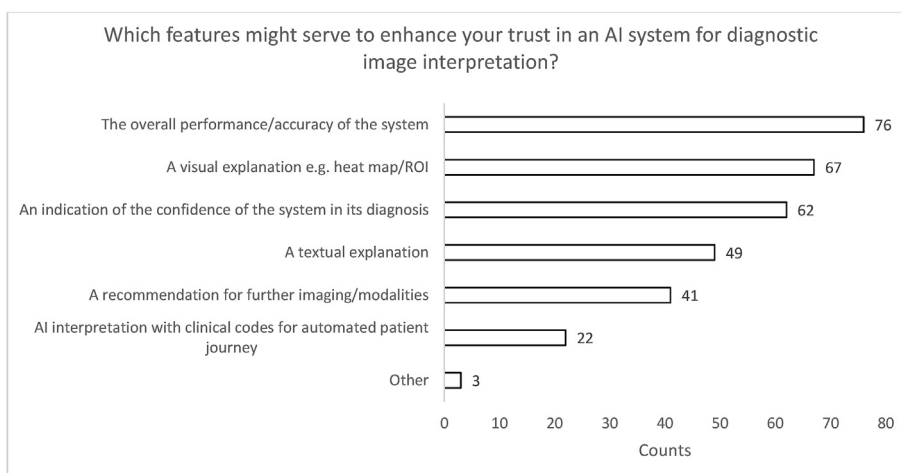 Which features might serve to enhance your trust in an AI system for diagnostic
image interpretation?
The overall performance/accuracy of the system 76
A visual explanation e.g. heat map/ROI 67
An indication of the confidence of the system in its diagnosis 62
A textual explanation 49
A recommendation for further imaging/modalities 41
AI interpretation with clinical codes for automated patient
journey 22
Other 3
0 10 20 30 40 50 60 70 80
Counts